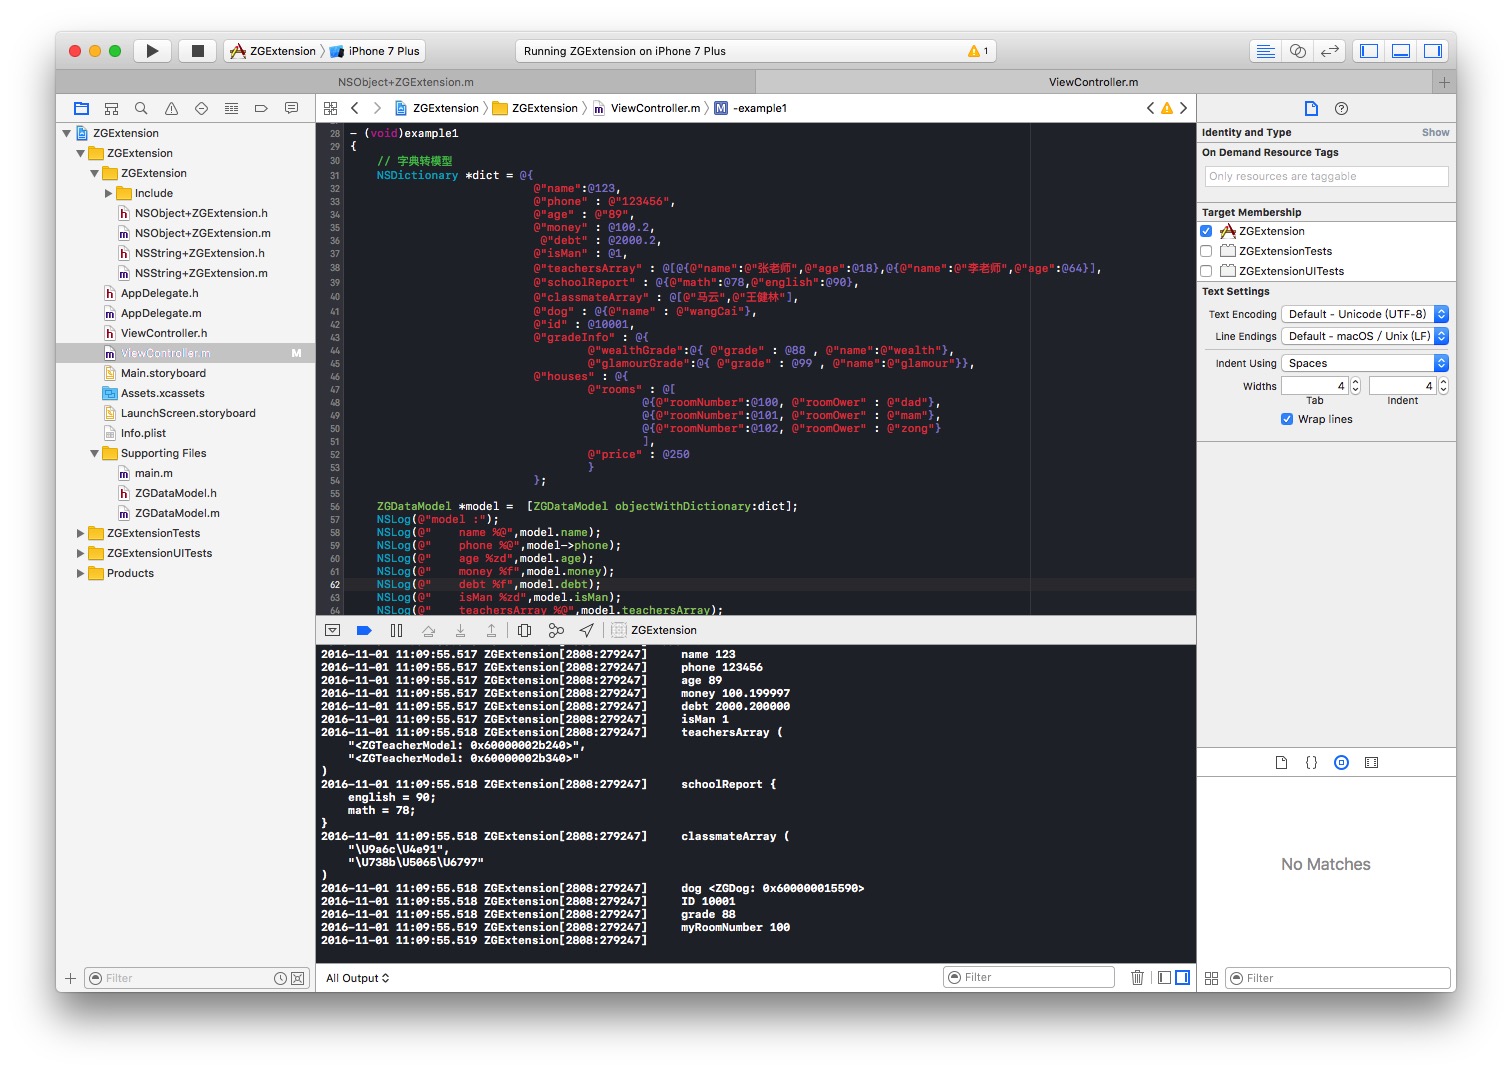 ZGExtension 〉 iPhone 7 Plus
Running ZGExtension on iPhone 7 Plus
1
NSObject+ZGExtension.m
ViewController.m
ZGExtension 〉 ZGExtension 〉 ViewController.m 〉 -example1
ZGExtension
ZGExtension
ZGExtension
Include
NSObject+ZGExtension.h
NSObject+ZGExtension.m
NSString+ZGExtension.h
NSString+ZGExtension.m
AppDelegate.h
AppDelegate.m
ViewController.h
ViewController.m M
Main.storyboard
Assets.xcassets
LaunchScreen.storyboard
Info.plist
Supporting Files
main.m
ZGDataModel.h
ZGDataModel.m
ZGExtensionTests
ZGExtensionUITests
Products
Filter
28 - (void)example1
29 {
30 // 字典转模型
31 NSDictionary *dict = @{
32 @"name":@123,
33 @"phone" : @"123456",
34 @"age" : @"89",
35 @"money" : @100.2,
36 @"debt" : @2000.2,
37 @"isMan" : @1,
38 @"teachersArray" : @[@{@"name":@"张老师",@"age":@18},@{@"name":@"李老师",@"age":@64}],
39 @"schoolReport" : @{@"math":@78,@"english":@90},
40 @"classmateArray" : @[@"马云",@"王健林"],
41 @"dog" : @{@"name" : @"wangCai"},
42 @"id" : @10001,
43 @"gradeInfo" : @{
44 @"wealthGrade":@{ @"grade" : @88 , @"name":@"wealth"},
45 @"glamourGrade":@{ @"grade" : @99 , @"name":@"glamour"}},
46 @"houses" : @{
47 @"rooms" : @[
48 @{@"roomNumber":@100, @"roomOwer" : @"dad"},
49 @{@"roomNumber":@101, @"roomOwer" : @"mam"},
50 @{@"roomNumber":@102, @"roomOwer" : @"zong"}
51 ],
52 @"price" : @250
53 }
54 };
55
56 ZGDataModel *model =  [ZGDataModel objectWithDictionary:dict];
57 NSLog(@"model :");
58 NSLog(@"    name %@",model.name);
59 NSLog(@"    phone %@",model->phone);
60 NSLog(@"    age %zd",model.age);
61 NSLog(@"    money %f",model.money);
62 NSLog(@"    debt %f",model.debt);
63 NSLog(@"    isMan %zd",model.isMan);
64 NSLog(@"    teachersArray %@",model.teachersArray);
ZGExtension
2016-11-01 11:09:55.517 ZGExtension[2808:279247]     name 123
2016-11-01 11:09:55.517 ZGExtension[2808:279247]     phone 123456
2016-11-01 11:09:55.517 ZGExtension[2808:279247]     age 89
2016-11-01 11:09:55.517 ZGExtension[2808:279247]     money 100.199997
2016-11-01 11:09:55.517 ZGExtension[2808:279247]     debt 2000.200000
2016-11-01 11:09:55.517 ZGExtension[2808:279247]     isMan 1
2016-11-01 11:09:55.518 ZGExtension[2808:279247]     teachersArray (
"<ZGTeacherModel: 0x60000002b240>",
"<ZGTeacherModel: 0x60000002b340>"
)
2016-11-01 11:09:55.518 ZGExtension[2808:279247]     schoolReport {
english = 90;
math = 78;
}
2016-11-01 11:09:55.518 ZGExtension[2808:279247]     classmateArray (
"\U9a6c\U4e91",
"\U738b\U5065\U6797"
)
2016-11-01 11:09:55.518 ZGExtension[2808:279247]     dog <ZGDog: 0x600000015590>
2016-11-01 11:09:55.518 ZGExtension[2808:279247]     ID 10001
2016-11-01 11:09:55.518 ZGExtension[2808:279247]     grade 88
2016-11-01 11:09:55.519 ZGExtension[2808:279247]     myRoomNumber 100
2016-11-01 11:09:55.519 ZGExtension[2808:279247]
All Output
Filter
Identity and Type Show
On Demand Resource Tags
Only resources are taggable
Target Membership
ZGExtension
ZGExtensionTests
ZGExtensionUITests
Text Settings
Text Encoding Default - Unicode (UTF-8)
Line Endings Default - macOS / Unix (LF)
Indent Using Spaces
Widths 4 4
Tab Indent
Wrap lines
No Matches
Filter